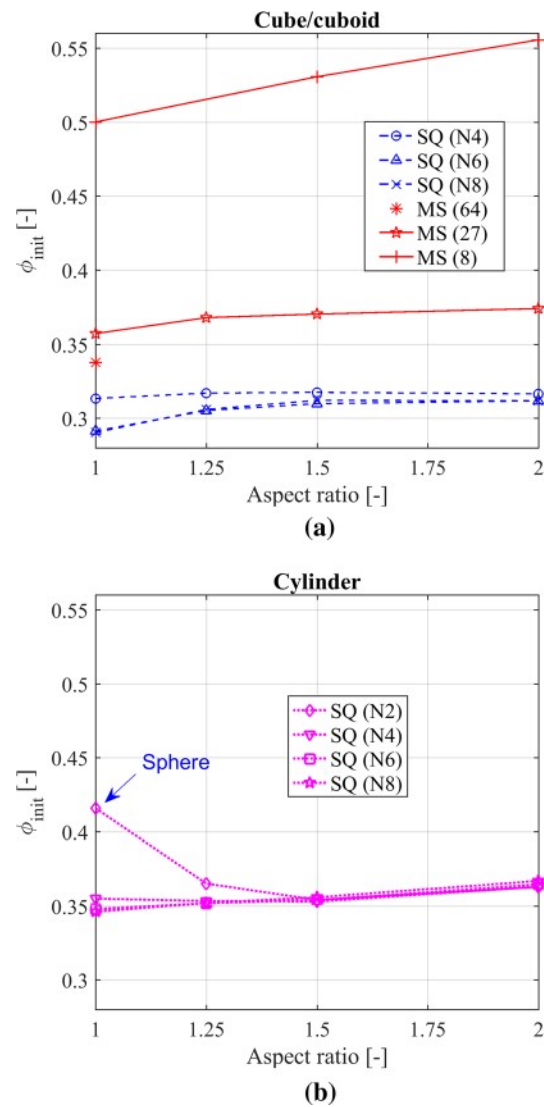 Cube/cuboid
0.55
0.5
0.45
0.4
0.35
0.3
ϕinit [-]
SQ (N4)
SQ (N6)
SQ (N8)
MS (64)
MS (27)
MS (8)
1 1.25 1.5 1.75 2
Aspect ratio [-]
(a)
Cylinder
0.55
0.5
0.45
0.4
0.35
0.3
ϕinit [-]
SQ (N2)
SQ (N4)
SQ (N6)
SQ (N8)
Sphere
1 1.25 1.5 1.75 2
Aspect ratio [-]
(b)